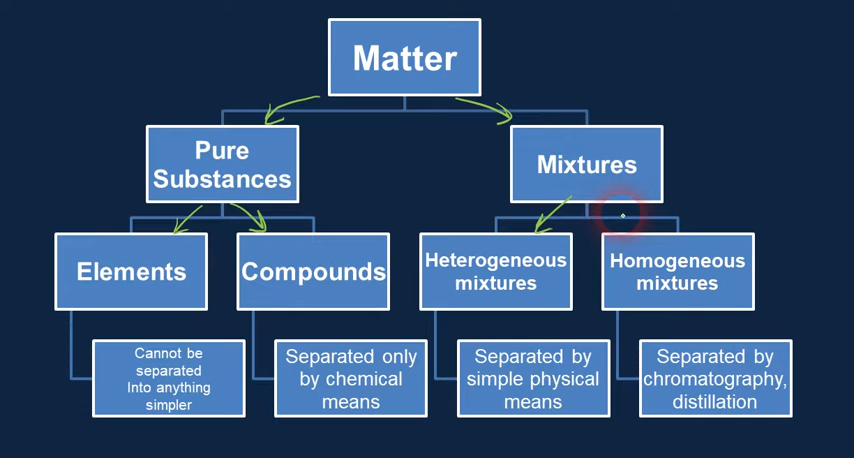 Matter
Pure
Substances
Mixtures
Elements
Compounds
Heterogeneous
mixtures
Homogeneous
mixtures
Cannot be
separated
Into anything
simpler
Separated only
by chemical
means
Separated by
simple physical
means
Separated by
chromatography,
distillation